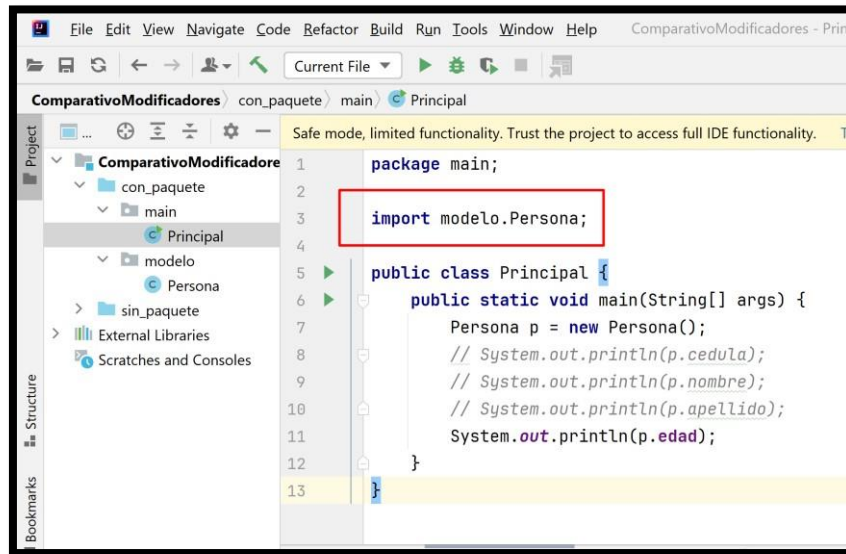 File Edit View Navigate Code Refactor Build Run Tools Window Help ComparativoModificadores - Prin
Current File
ComparativoModificadores con_paquete main Principal
Project
...
Safe mode, limited functionality. Trust the project to access full IDE functionality. T
ComparativoModificadore
con_paquete
main
Principal
modelo
Persona
sin_paquete
External Libraries
Scratches and Consoles
Structure
Bookmarks
1 package main;
2
3 import modelo.Persona;
4
5 public class Principal {
6 public static void main(String[] args) {
7 Persona p = new Persona();
8 // System.out.println(p.cedula);
9 // System.out.println(p.nombre);
10 // System.out.println(p.apellido);
11 System.out.println(p.edad);
12 }
13 }